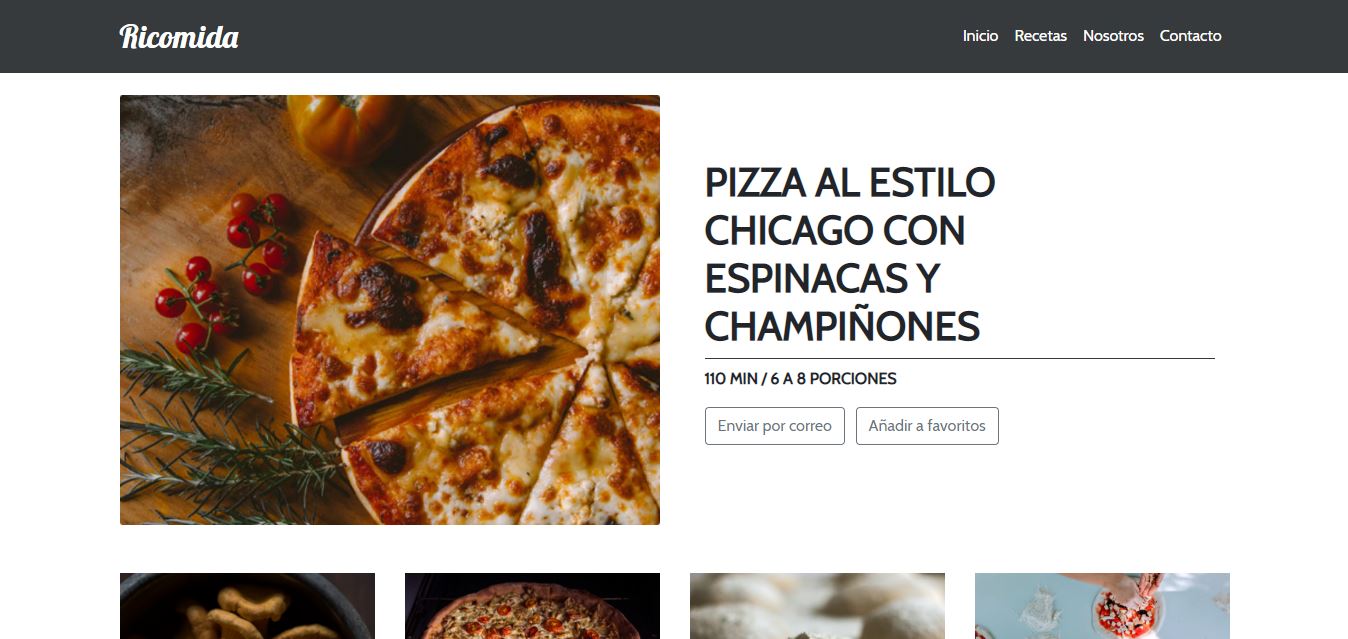 Ricomida
Inicio Recetas Nosotros Contacto
PIZZA AL ESTILO
CHICAGO CON
ESPINACAS Y
CHAMPIÑONES
110 MIN / 6 A 8 PORCIONES
Enviar por correo Añadir a favoritos